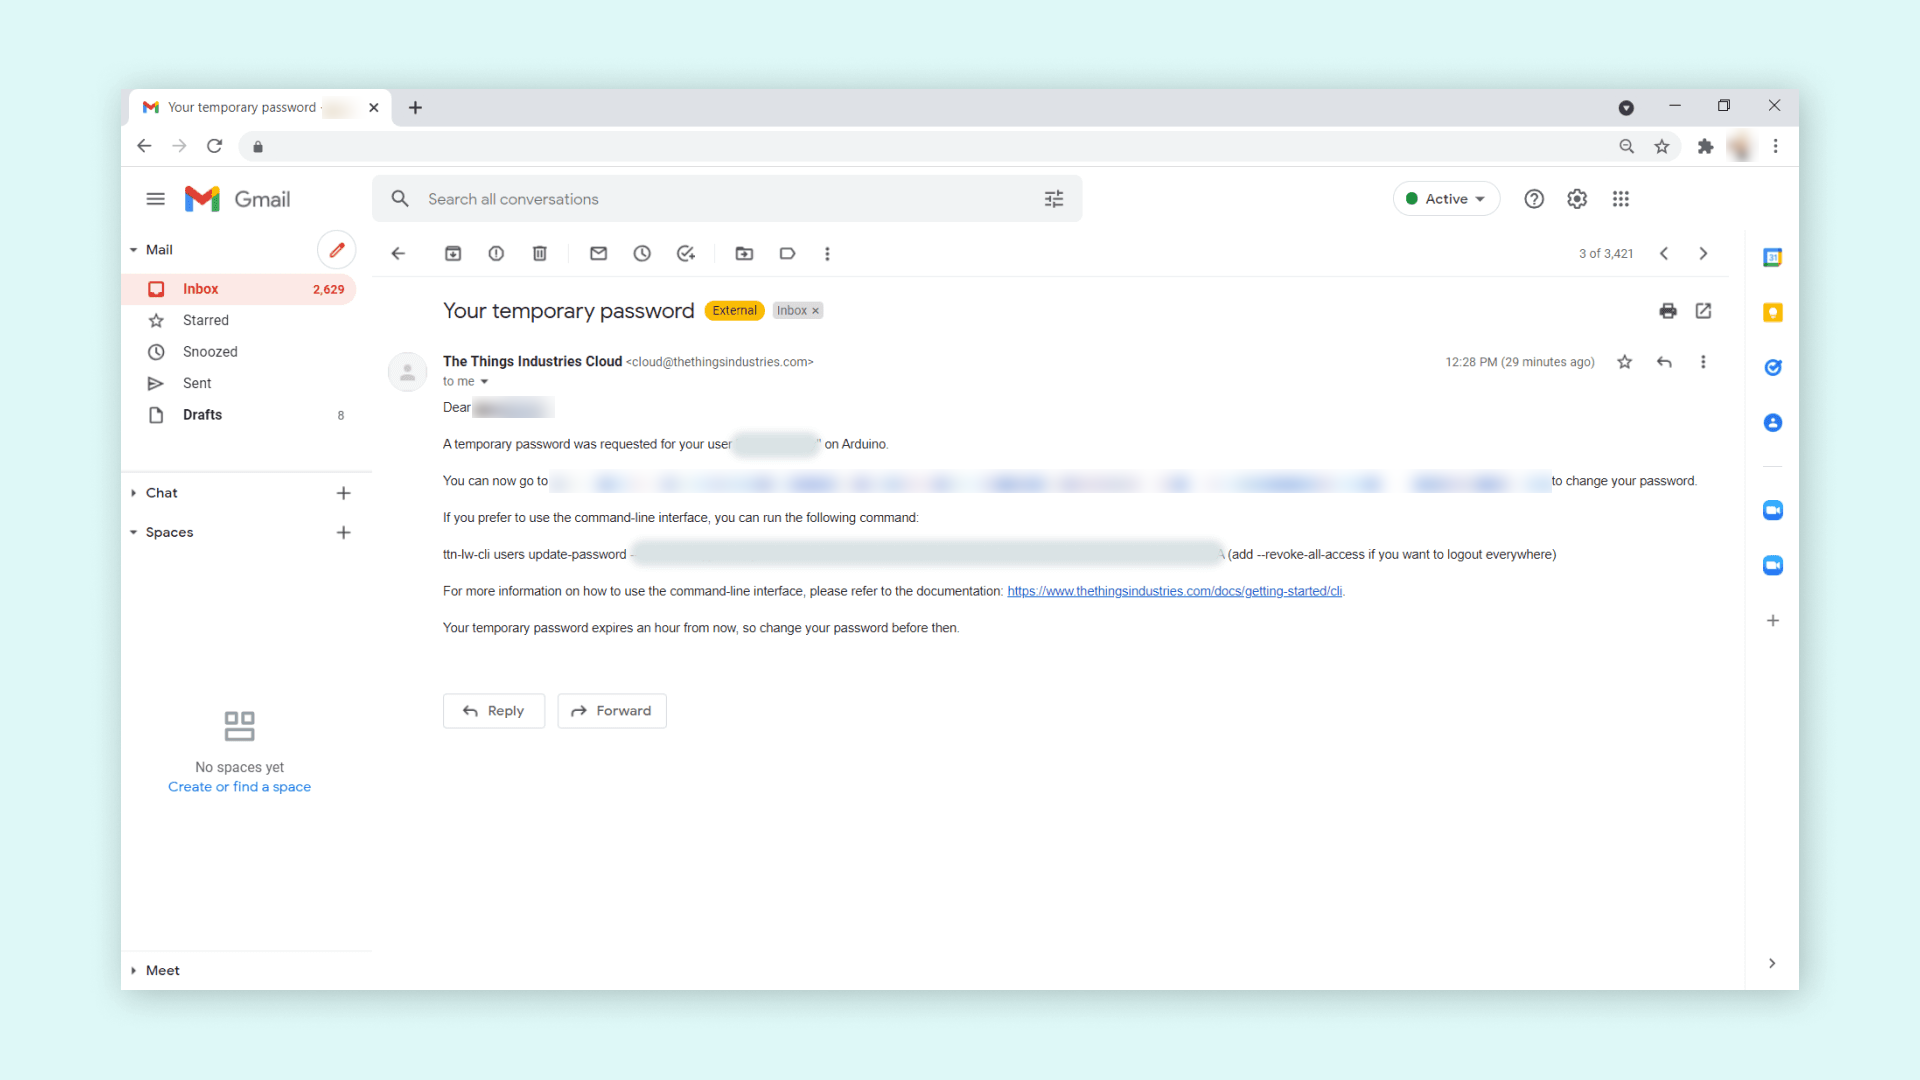 Your temporary password
Gmail
Search all conversations
Active
Mail
3 of 3,421
Inbox 2,629
Starred
Snoozed
Sent
Drafts 8
Chat
Spaces
No spaces yet
Create or find a space
Meet
Your temporary password External Inbox ×
The Things Industries Cloud <cloud@thethingsindustries.com> 12:28 PM (29 minutes ago)
to me
Dear
A temporary password was requested for your user " on Arduino.
You can now go to to change your password.
If you prefer to use the command-line interface, you can run the following command:
ttn-lw-cli users update-password (add --revoke-all-access if you want to logout everywhere)
For more information on how to use the command-line interface, please refer to the documentation: https://www.thethingsindustries.com/docs/getting-started/cli.
Your temporary password expires an hour from now, so change your password before then.
Reply Forward
31